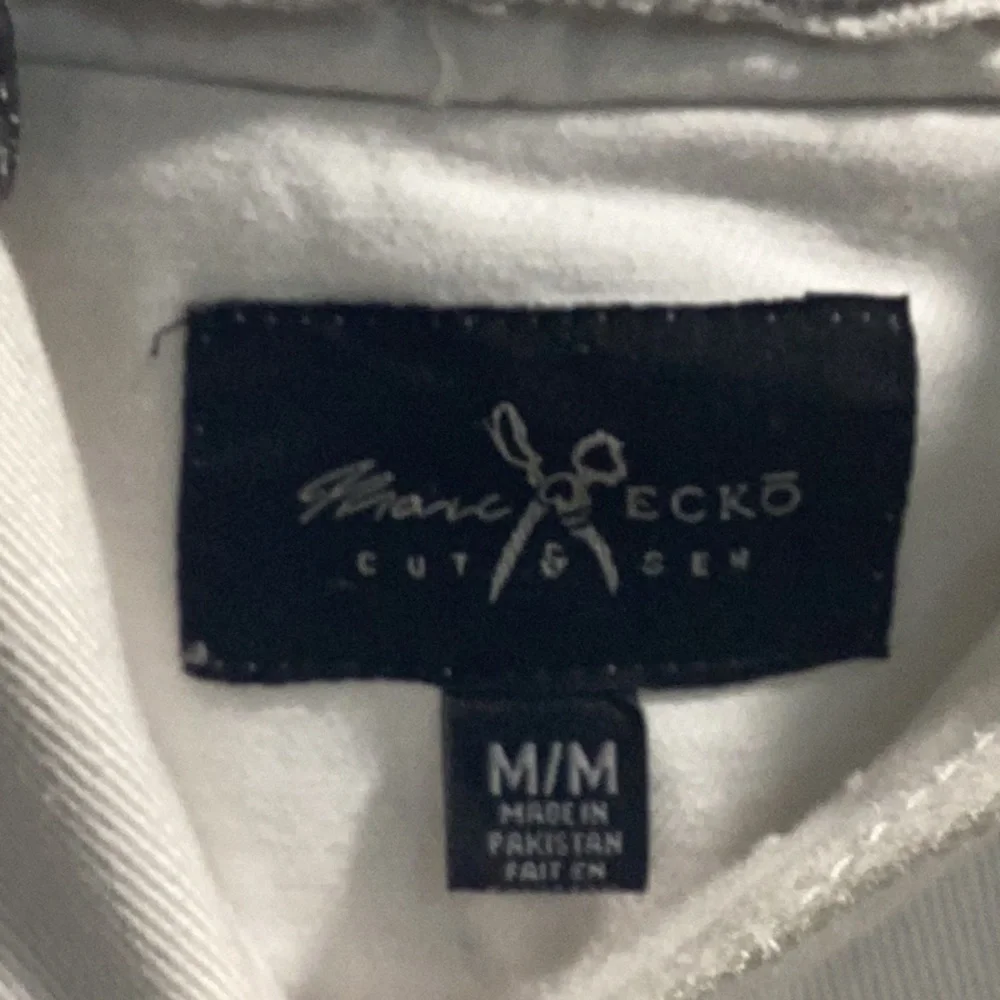 Marc ECKŌ
CUT & SEW
M/M
MADE IN
PAKISTAN
FAIT EN